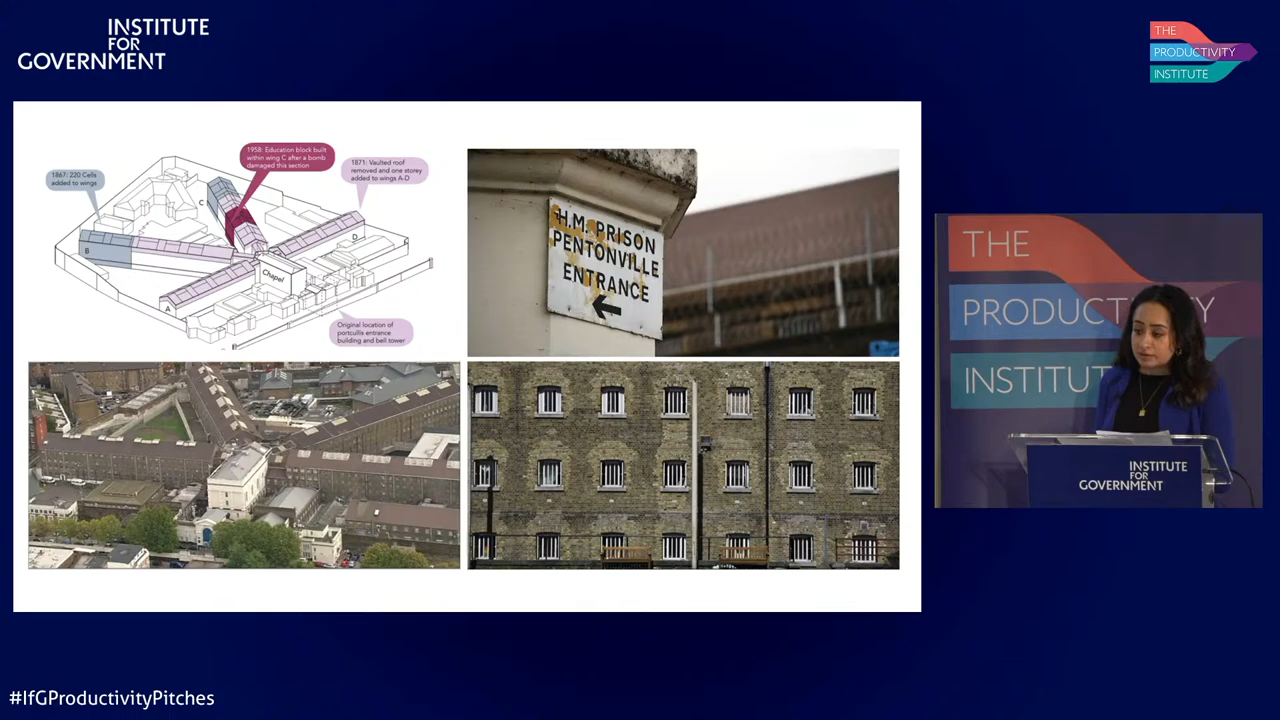 INSTITUTE
FOR
GOVERNMENT
THE
PRODUCTIVITY
INSTITUTE
1867: 220 Cells
added to wings
1958: Education block built
within wing C after a bomb
damaged this section
1871: Vaulted roof
removed and one storey
added to wings A-D
C
B
D
A
Chapel
Original location of
portcullis entrance
building and bell tower
H.M. PRISON
PENTONVILLE
ENTRANCE
THE
PRODUCTIVITY
INSTITUT
INSTITUTE
FOR
GOVERNMENT
#IfGProductivityPitches